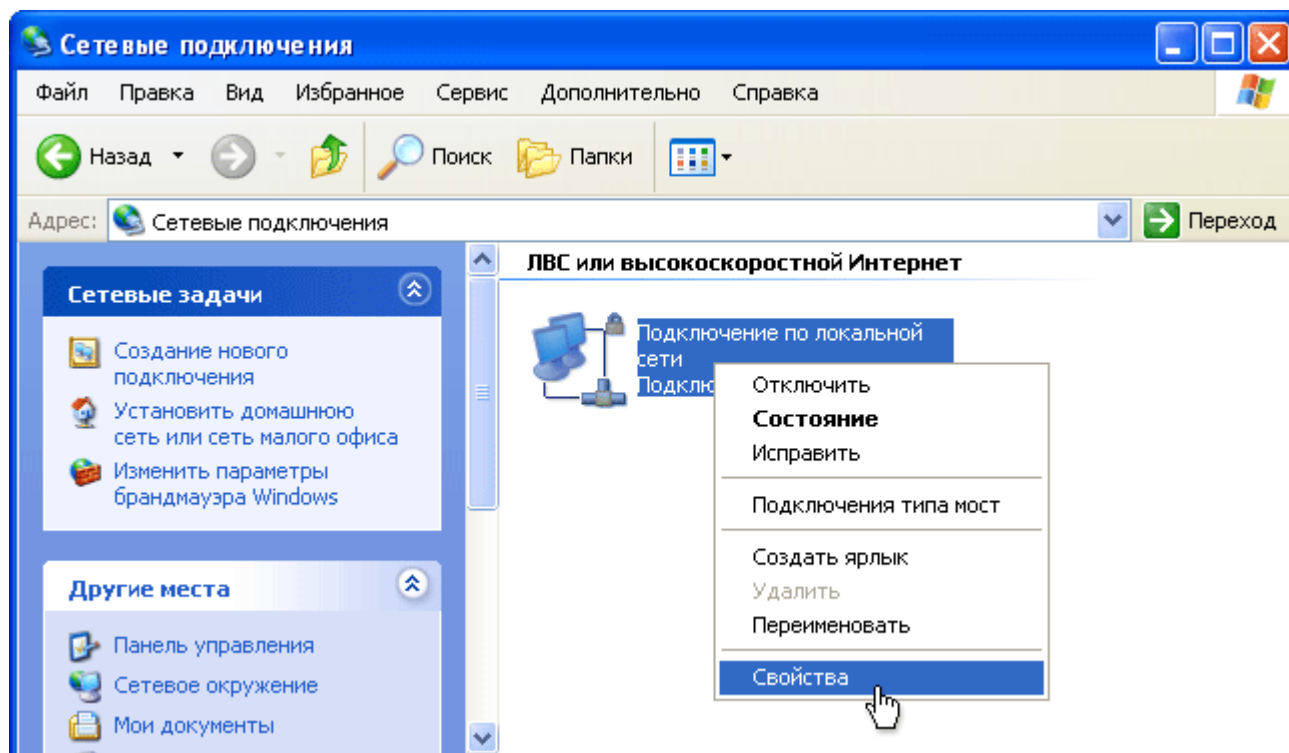 Сетевые подключения
Файл Правка Вид Избранное Сервис Дополнительно Справка
Назад Поиск Папки
Адрес: Сетевые подключения Переход
Сетевые задачи
Создание нового
подключения
Установить домашнюю
сеть или сеть малого офиса
Изменить параметры
брандмауэра Windows
Другие места
Панель управления
Сетевое окружение
Мои документы
ЛВС или высокоскоростной Интернет
Подключение по локальной
сети
Подклю
Отключить
Состояние
Исправить
Подключения типа мост
Создать ярлык
Удалить
Переименовать
Свойства